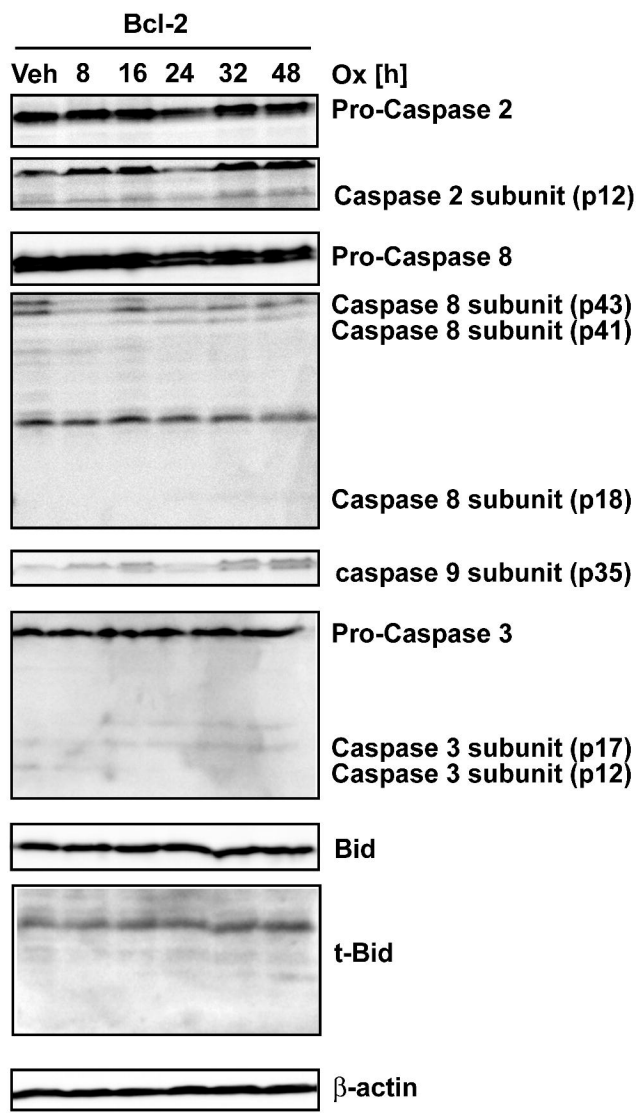 Bcl-2
Veh 8 16 24 32 48 Ox [h]
Pro-Caspase 2
Caspase 2 subunit (p12)
Pro-Caspase 8
Caspase 8 subunit (p43)
Caspase 8 subunit (p41)
Caspase 8 subunit (p18)
caspase 9 subunit (p35)
Pro-Caspase 3
Caspase 3 subunit (p17)
Caspase 3 subunit (p12)
Bid
t-Bid
β-actin